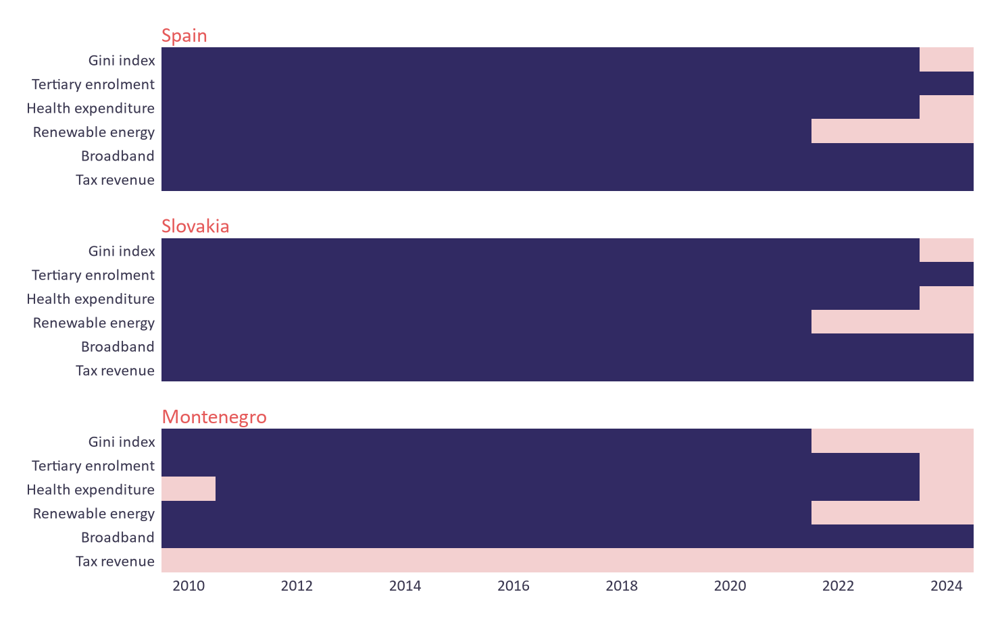 Spain
Gini index
Tertiary enrolment
Health expenditure
Renewable energy
Broadband
Tax revenue
Slovakia
Gini index
Tertiary enrolment
Health expenditure
Renewable energy
Broadband
Tax revenue
Montenegro
Gini index
Tertiary enrolment
Health expenditure
Renewable energy
Broadband
Tax revenue
2010 2012 2014 2016 2018 2020 2022 2024